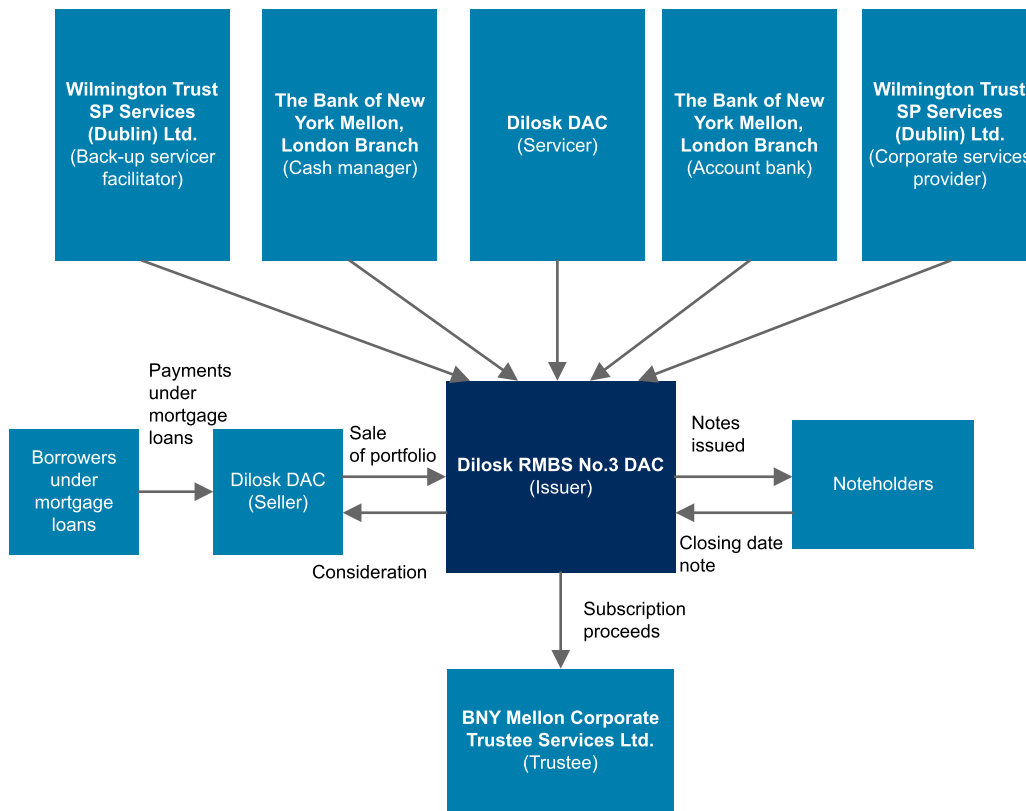 Wilmington Trust
SP Services
(Dublin) Ltd.
(Back-up servicer
facilitator)
The Bank of New
York Mellon,
London Branch
(Cash manager)
Dilosk DAC
(Servicer)
The Bank of New
York Mellon,
London Branch
(Account bank)
Wilmington Trust
SP Services
(Dublin) Ltd.
(Corporate services
provider)
Payments
under
mortgage
loans
Borrowers
under
mortgage
loans
Dilosk DAC
(Seller)
Sale
of portfolio
Consideration
Dilosk RMBS No.3 DAC
(Issuer)
Notes
issued
Closing date
note
Noteholders
Subscription
proceeds
BNY Mellon Corporate
Trustee Services Ltd.
(Trustee)